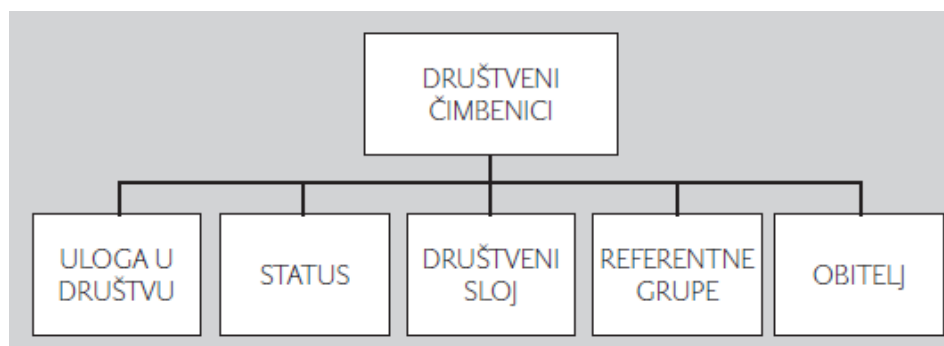 DRUŠTVENI
ČIMBENICI
ULOGA U
DRUŠTVU
STATUS
DRUŠTVENI
SLOJ
REFERENTNE
GRUPE
OBITELJ